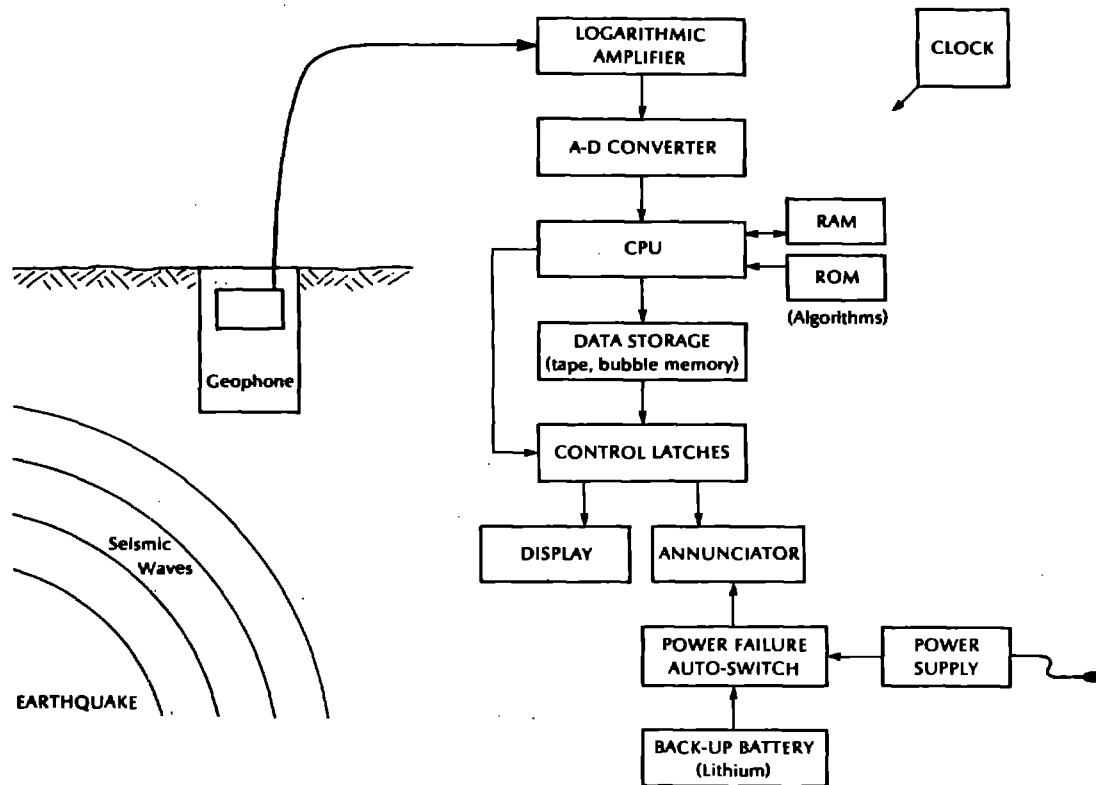 LOGARITHMIC
AMPLIFIER
CLOCK
A-D CONVERTER
CPU
RAM
ROM
(Algorithms)
DATA STORAGE
(tape, bubble memory)
Geophone
CONTROL LATCHES
Seismic
Waves
DISPLAY
ANNUNCIATOR
POWER FAILURE
AUTO-SWITCH
POWER
SUPPLY
EARTHQUAKE
BACK-UP BATTERY
(Lithium)